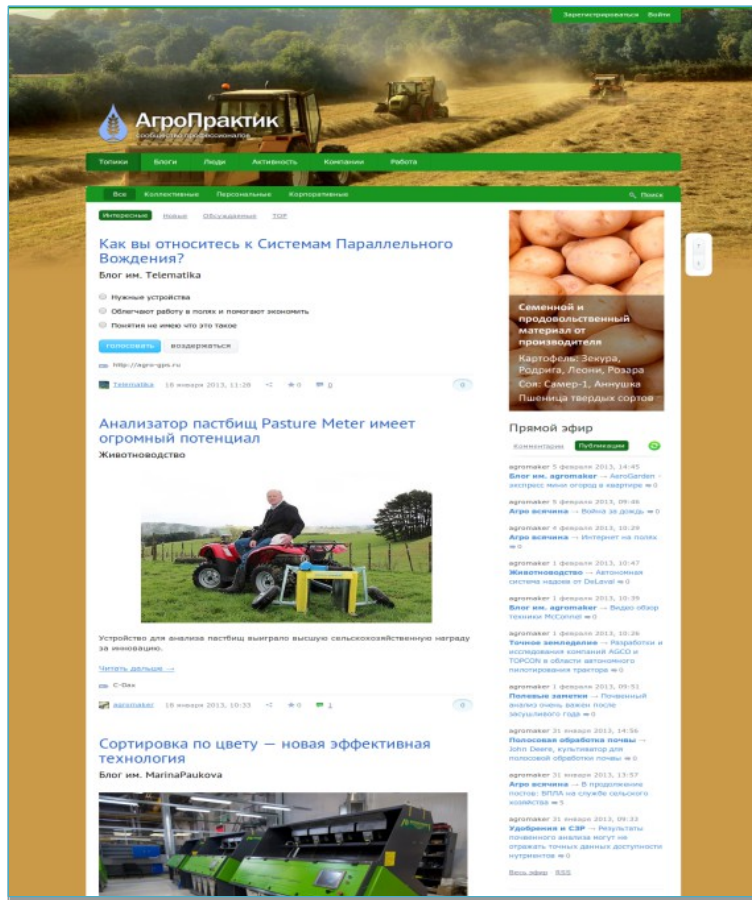 Зарегистрироваться Войти
АгроПрактик
сообщество профессионалов
Топики Блоги Люди Активность Компании Работа
Все Коллективные Персональные Корпоративные Поиск
Интересные Новые Обсуждаемые TOP
Как вы относитесь к Системам Параллельного
Вождения?
Блог им. Telematika
Нужные устройства
Облегчают работу в полях и помогают экономить
Понятия не имею что это такое
голосовать воздержаться
http://agro-gps.ru
Telematika 18 января 2013, 11:28 0 0 0
Анализатор пастбищ Pasture Meter имеет
огромный потенциал
Животноводство
Устройство для анализа пастбищ выиграло высшую сельскохозяйственную награду
за инновацию.
Читать дальше →
C-Dax
agromaker 18 января 2013, 10:33 0 1 0
Сортировка по цвету — новая эффективная
технология
Блог им. MarinaPaukova
Семенной и
продовольственный
материал от
производителя
Картофель: Зекура,
Родрига, Леони, Розара
Соя: Самер-1, Аннушка
Пшеница твердых сортов
Прямой эфир
Комментарии Публикации
agromaker 5 февраля 2013, 14:45
Блог им. agromaker → AeroGarden -
экспресс мини огород в квартире 0
agromaker 5 февраля 2013, 09:46
Агро всячина → Война за дождь 0
agromaker 4 февраля 2013, 10:29
Агро всячина → Интернет на полях
0
agromaker 1 февраля 2013, 10:47
Животноводство → Автономная
система надоя от DeLaval 0
agromaker 1 февраля 2013, 10:39
Блог им. agromaker → Видео обзор
техники McConnel 0
agromaker 1 февраля 2013, 10:26
Точное земледелие → Разработки и
исследования компаний AGCO и
TOPCON в области автономного
пилотирования трактора 0
agromaker 1 февраля 2013, 09:51
Полевые заметки → Почвенный
анализ очень важен после
засушливого года 0
agromaker 31 января 2013, 14:56
Полосовая обработка почвы →
John Deere, культиватор для
полосовой обработки почвы 0
agromaker 31 января 2013, 13:57
Агро всячина → В продолжение
постов: ВПЛА на службе сельского
хозяйства 5
agromaker 31 января 2013, 09:33
Удобрения и СЗР → Результаты
почвенного анализа могут не
отражать точных данных доступности
нутриентов 0
Весь эфир RSS